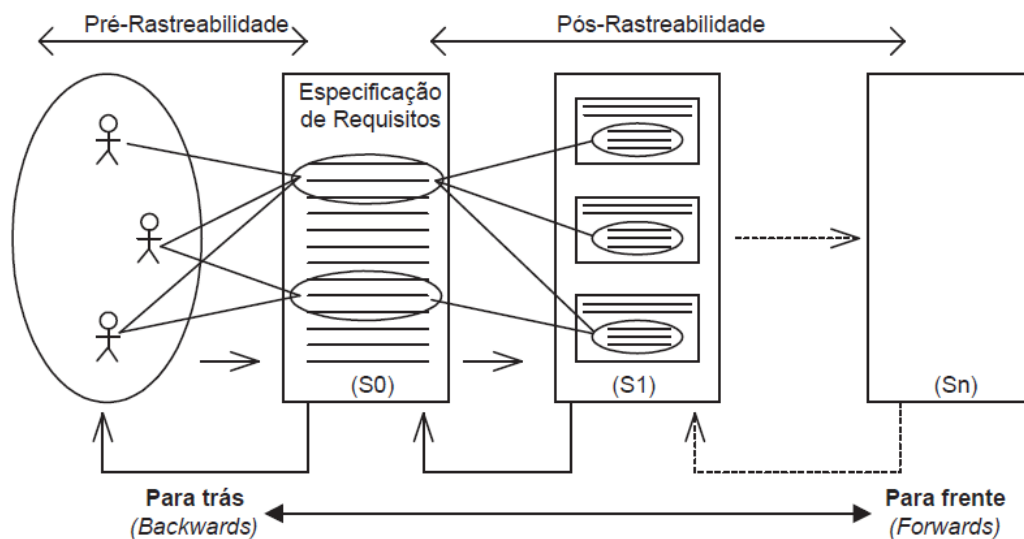 Pré-Rastreabilidade
Pós-Rastreabilidade
Especificação
de Requisitos
(S0)
(S1)
(Sn)
Para trás
(Backwards)
Para frente
(Forwards)